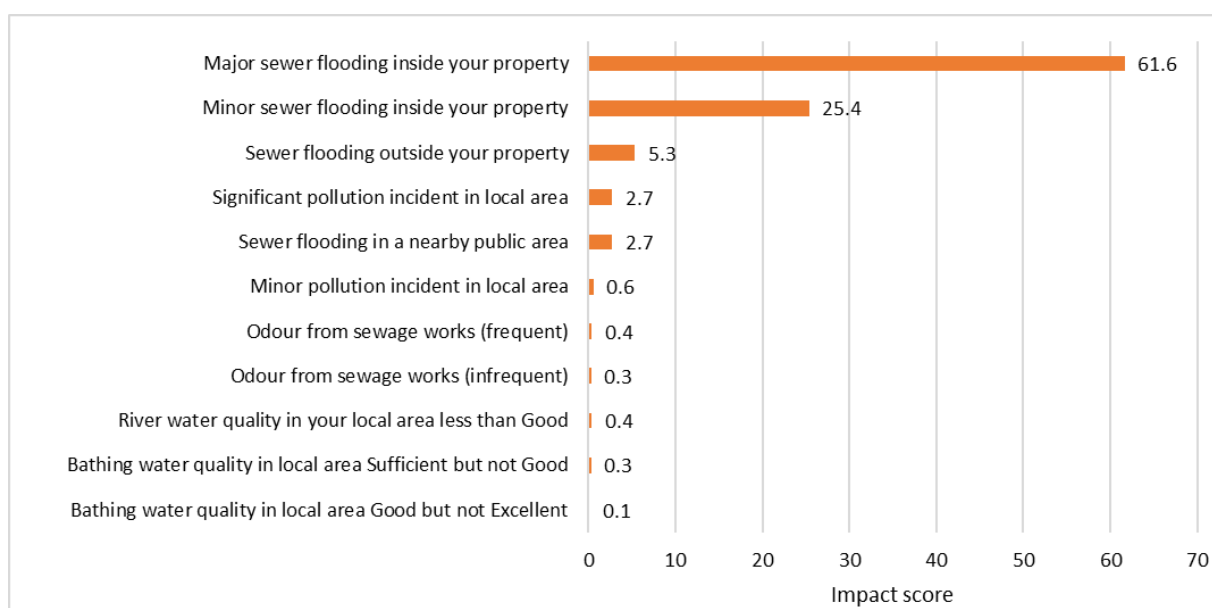 Major sewer flooding inside your property 61.6
Minor sewer flooding inside your property 25.4
Sewer flooding outside your property 5.3
Significant pollution incident in local area 2.7
Sewer flooding in a nearby public area 2.7
Minor pollution incident in local area 0.6
Odour from sewage works (frequent) 0.4
Odour from sewage works (infrequent) 0.3
River water quality in your local area less than Good 0.4
Bathing water quality in local area Sufficient but not Good 0.3
Bathing water quality in local area Good but not Excellent 0.1
0 10 20 30 40 50 60 70
Impact score